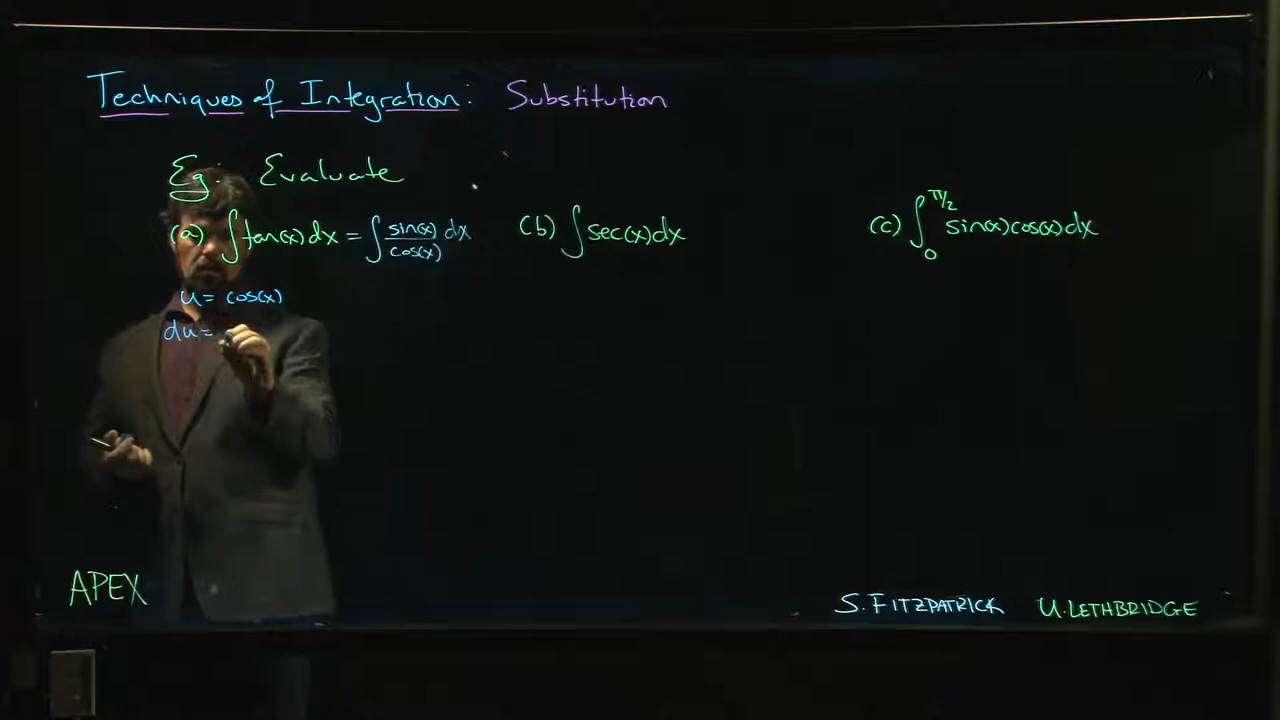 Techniques of Integration: Substitution
Eg: Evaluate
(a) ∫tan(x)dx = ∫ sin(x)/cos(x) dx
(b) ∫sec(x)dx
(c) ∫₀^π/2 sin(x)cos(x)dx
u = cos(x)
du =
APEX
S. FITZPATRICK U. LETHBRIDGE